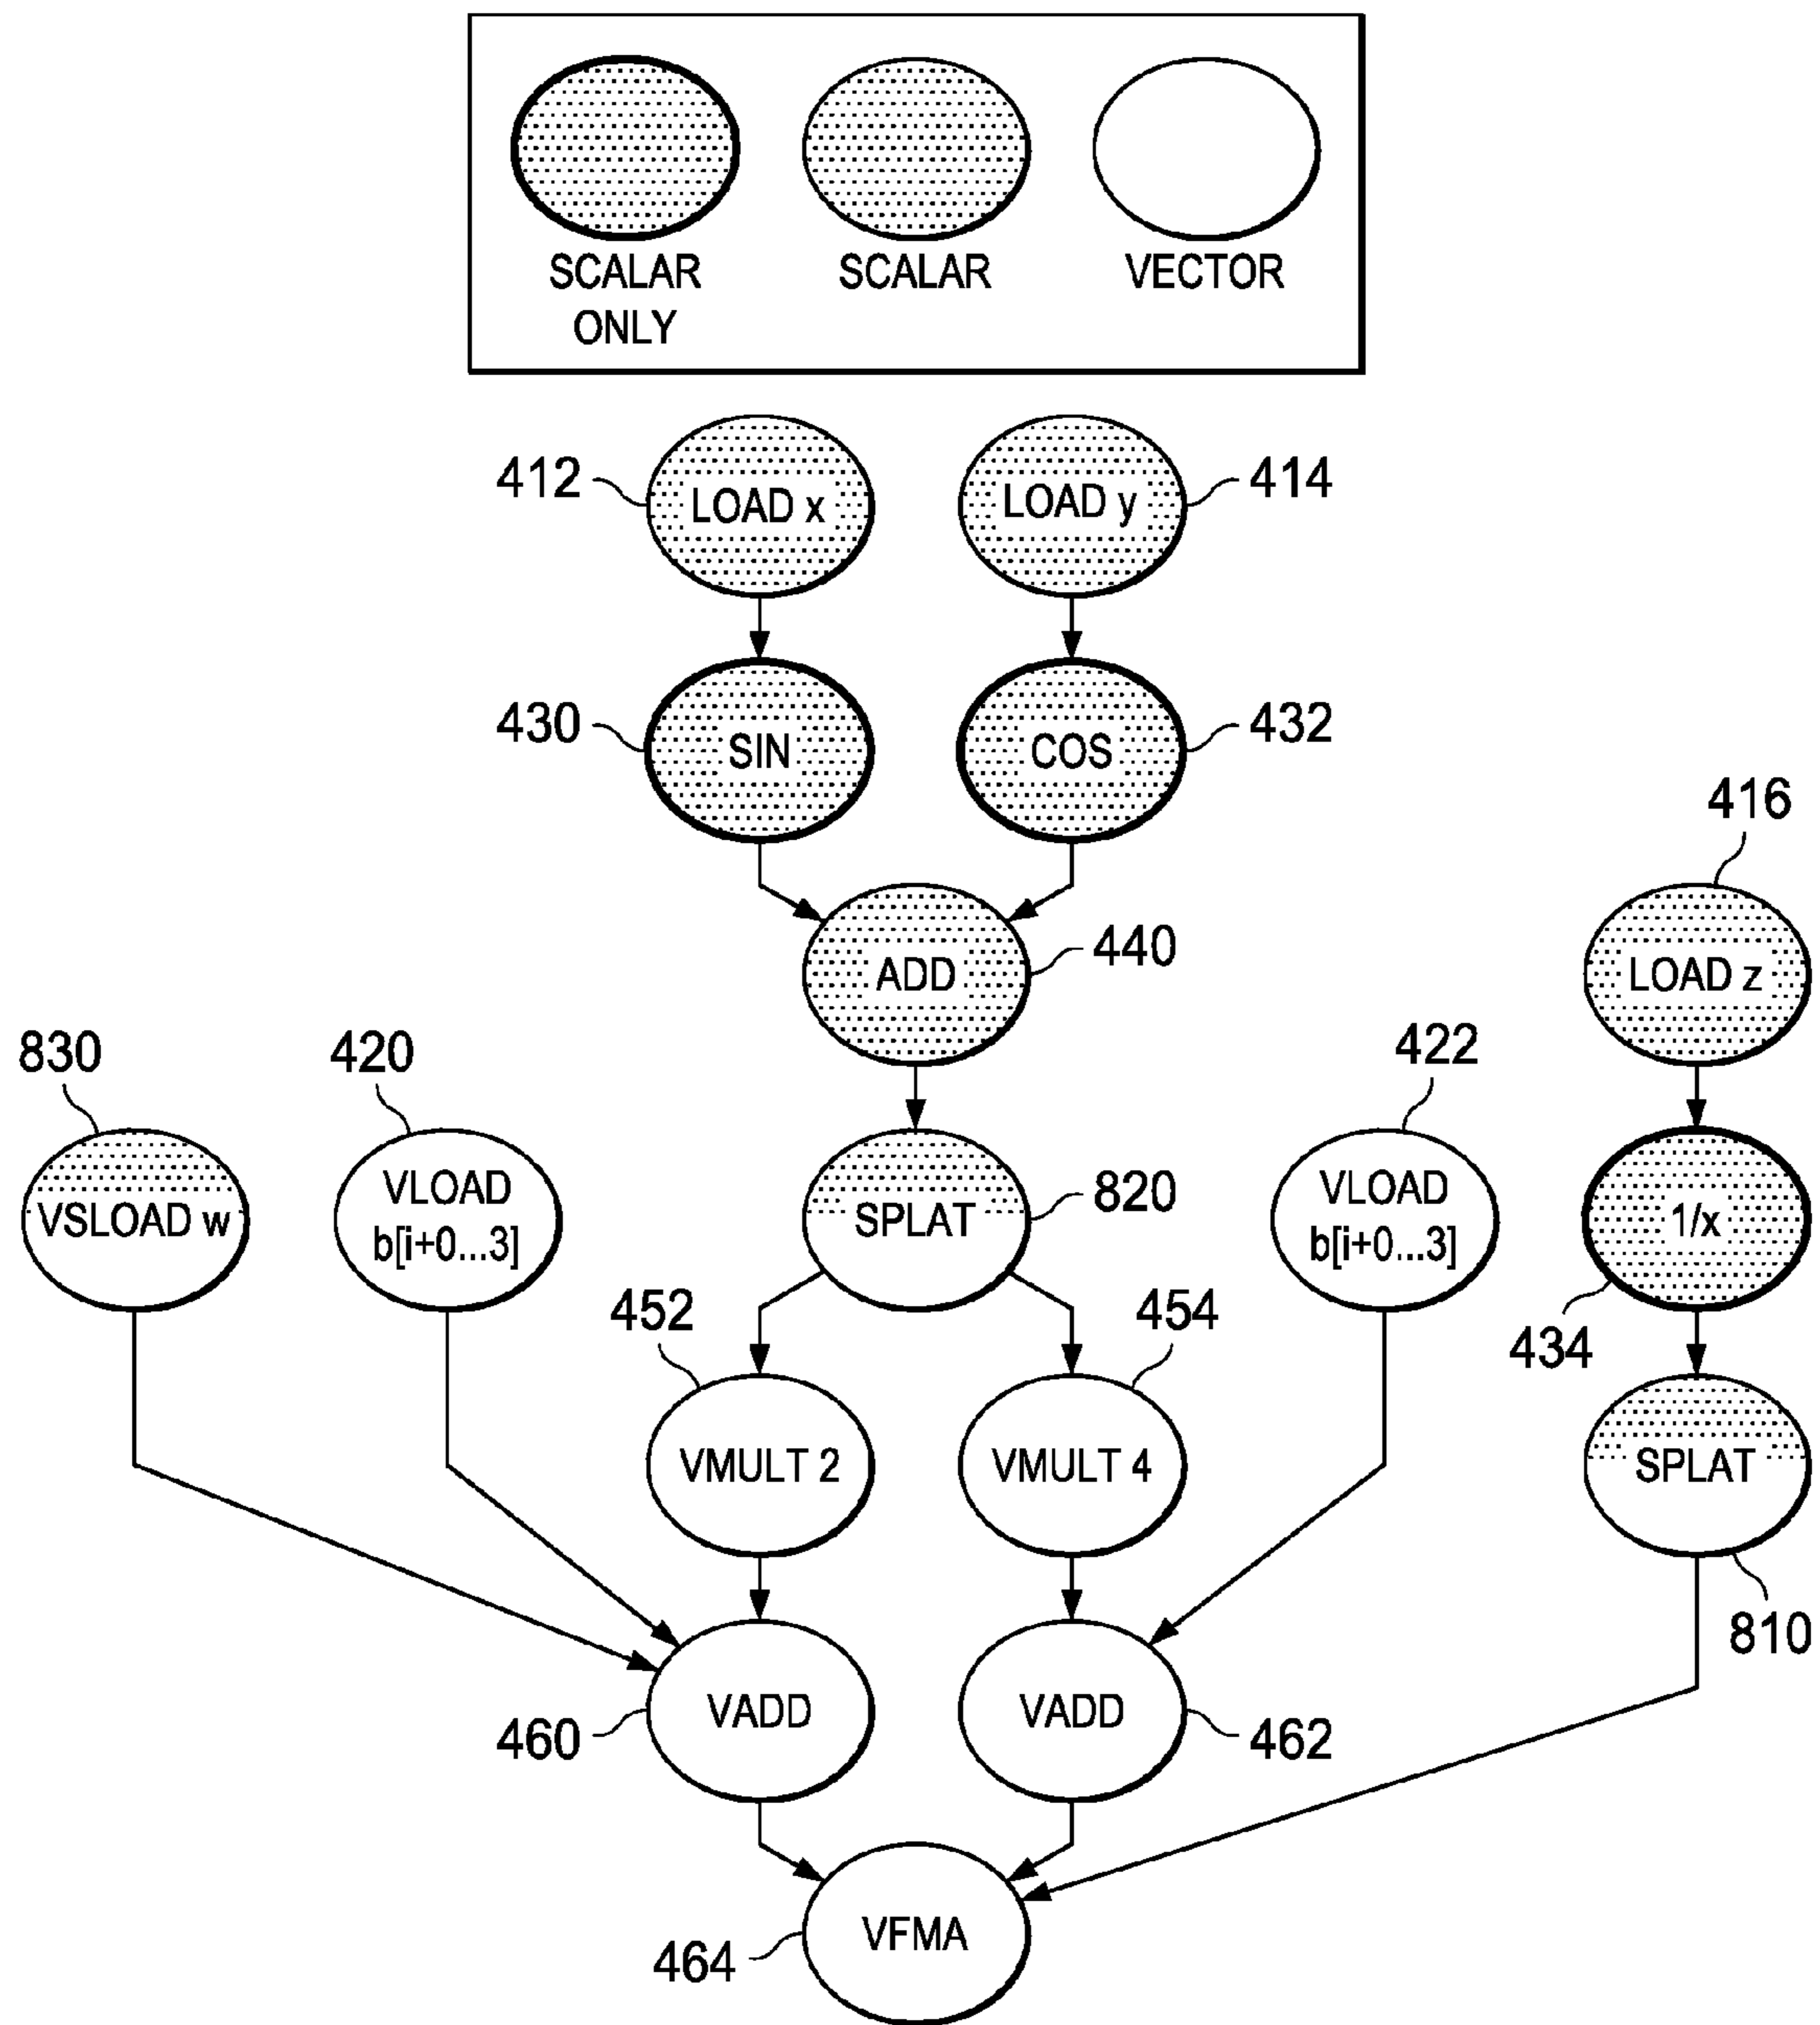 SCALAR
ONLY
SCALAR
VECTOR
412
LOAD x
LOAD y
414
430
SIN
COS
432
416
ADD
440
LOAD z
830
420
422
VSLOAD w
VLOAD
b[i+0...3]
SPLAT
820
VLOAD
b[i+0...3]
1/x
452
454
434
VMULT 2
VMULT 4
SPLAT
810
460
VADD
VADD
462
464
VFMA